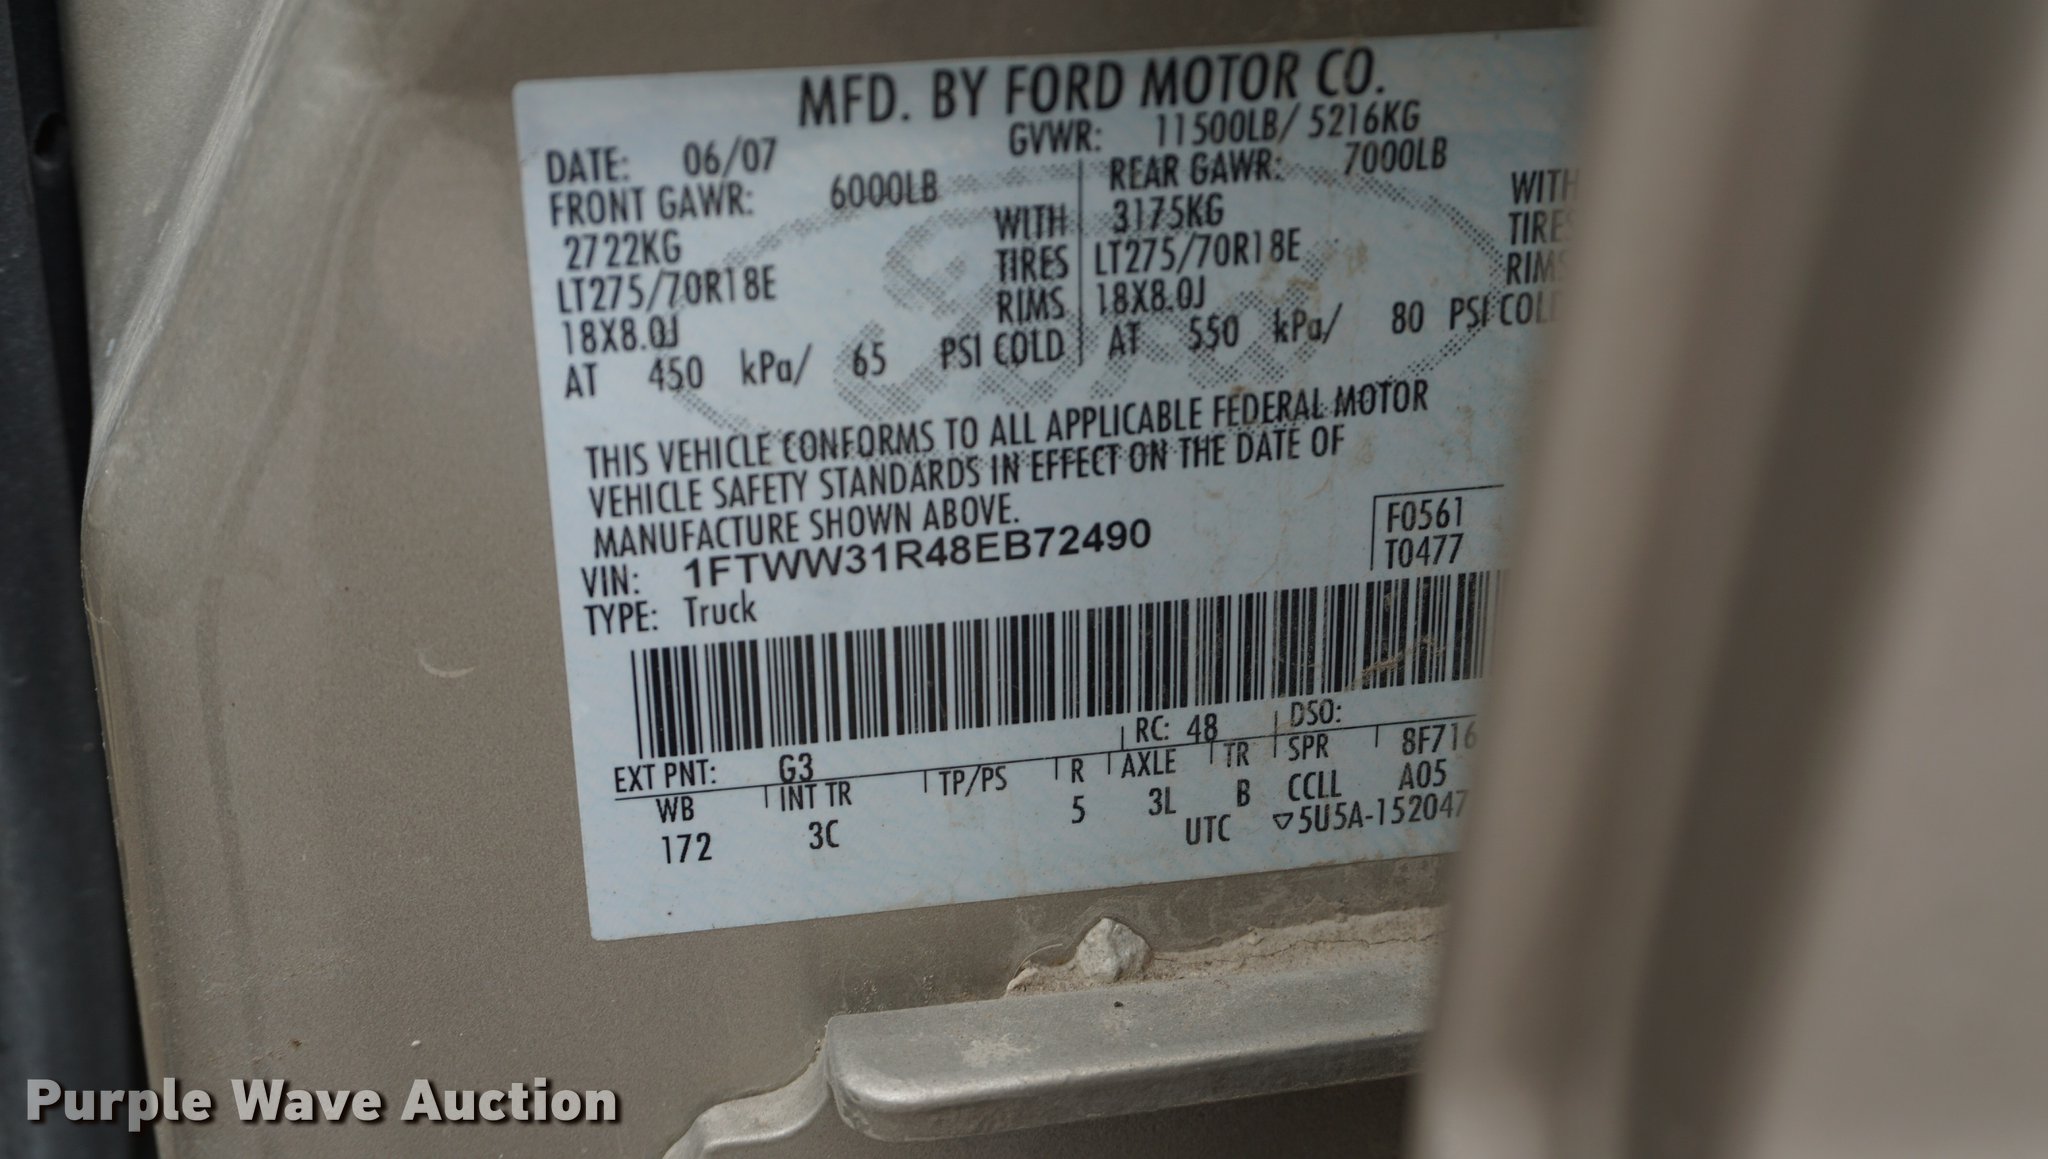 MFD. BY FORD MOTOR CO.
DATE: 06/07 GVWR: 11500LB/ 5216KG
FRONT GAWR: 6000LB REAR GAWR: 7000LB
2722KG WITH 3175KG WITH
LT275/70R18E TIRES LT275/70R18E TIRES
18X8.0J RIMS 18X8.0J RIMS
AT 450 kPa/ 65 PSI COLD AT 550 kPa/ 80 PSI COLD
THIS VEHICLE CONFORMS TO ALL APPLICABLE FEDERAL MOTOR
VEHICLE SAFETY STANDARDS IN EFFECT ON THE DATE OF
MANUFACTURE SHOWN ABOVE.
VIN: 1FTWW31R48EB72490
F0561
T0477
TYPE: Truck
RC: 48 DSO:
EXT PNT: G3
WB INT TR TP/PS R AXLE TR SPR 8F716
172 3C 5 3L B CCLL A05
UTC ▽5U5A-152047
Ford
Purple Wave Auction